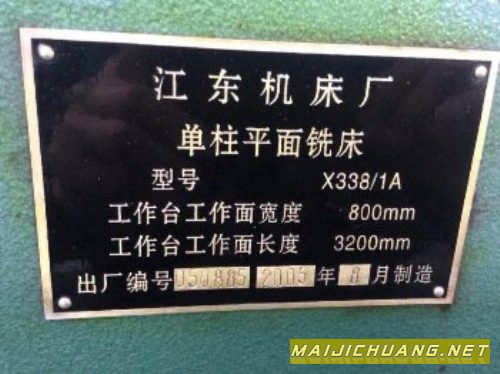 江东机床厂
单柱平面铣床
型号 X338/1A
工作台工作面宽度 800mm
工作台工作面长度 3200mm
出厂编号 050885 2005 年 8 月制造
MAIJICHUANG.NET